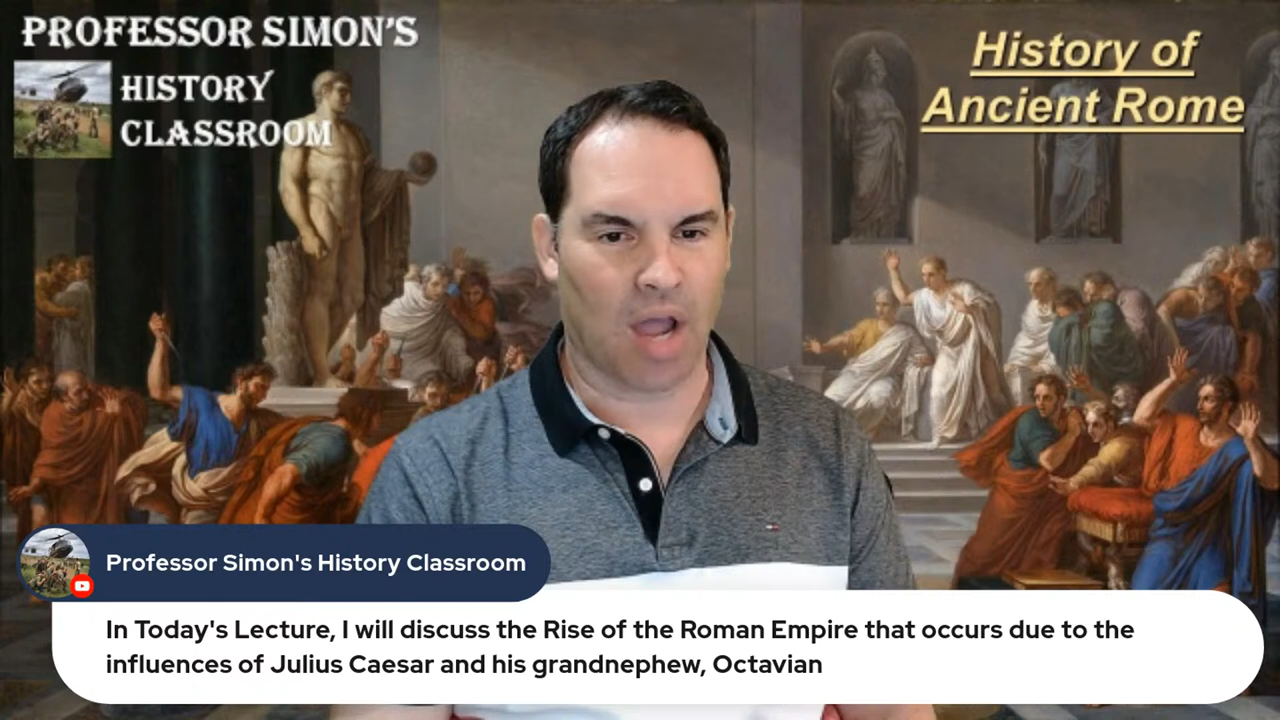 PROFESSOR SIMON'S
HISTORY
CLASSROOM
History of
Ancient Rome
Professor Simon's History Classroom
In Today's Lecture, I will discuss the Rise of the Roman Empire that occurs due to the
influences of Julius Caesar and his grandnephew, Octavian